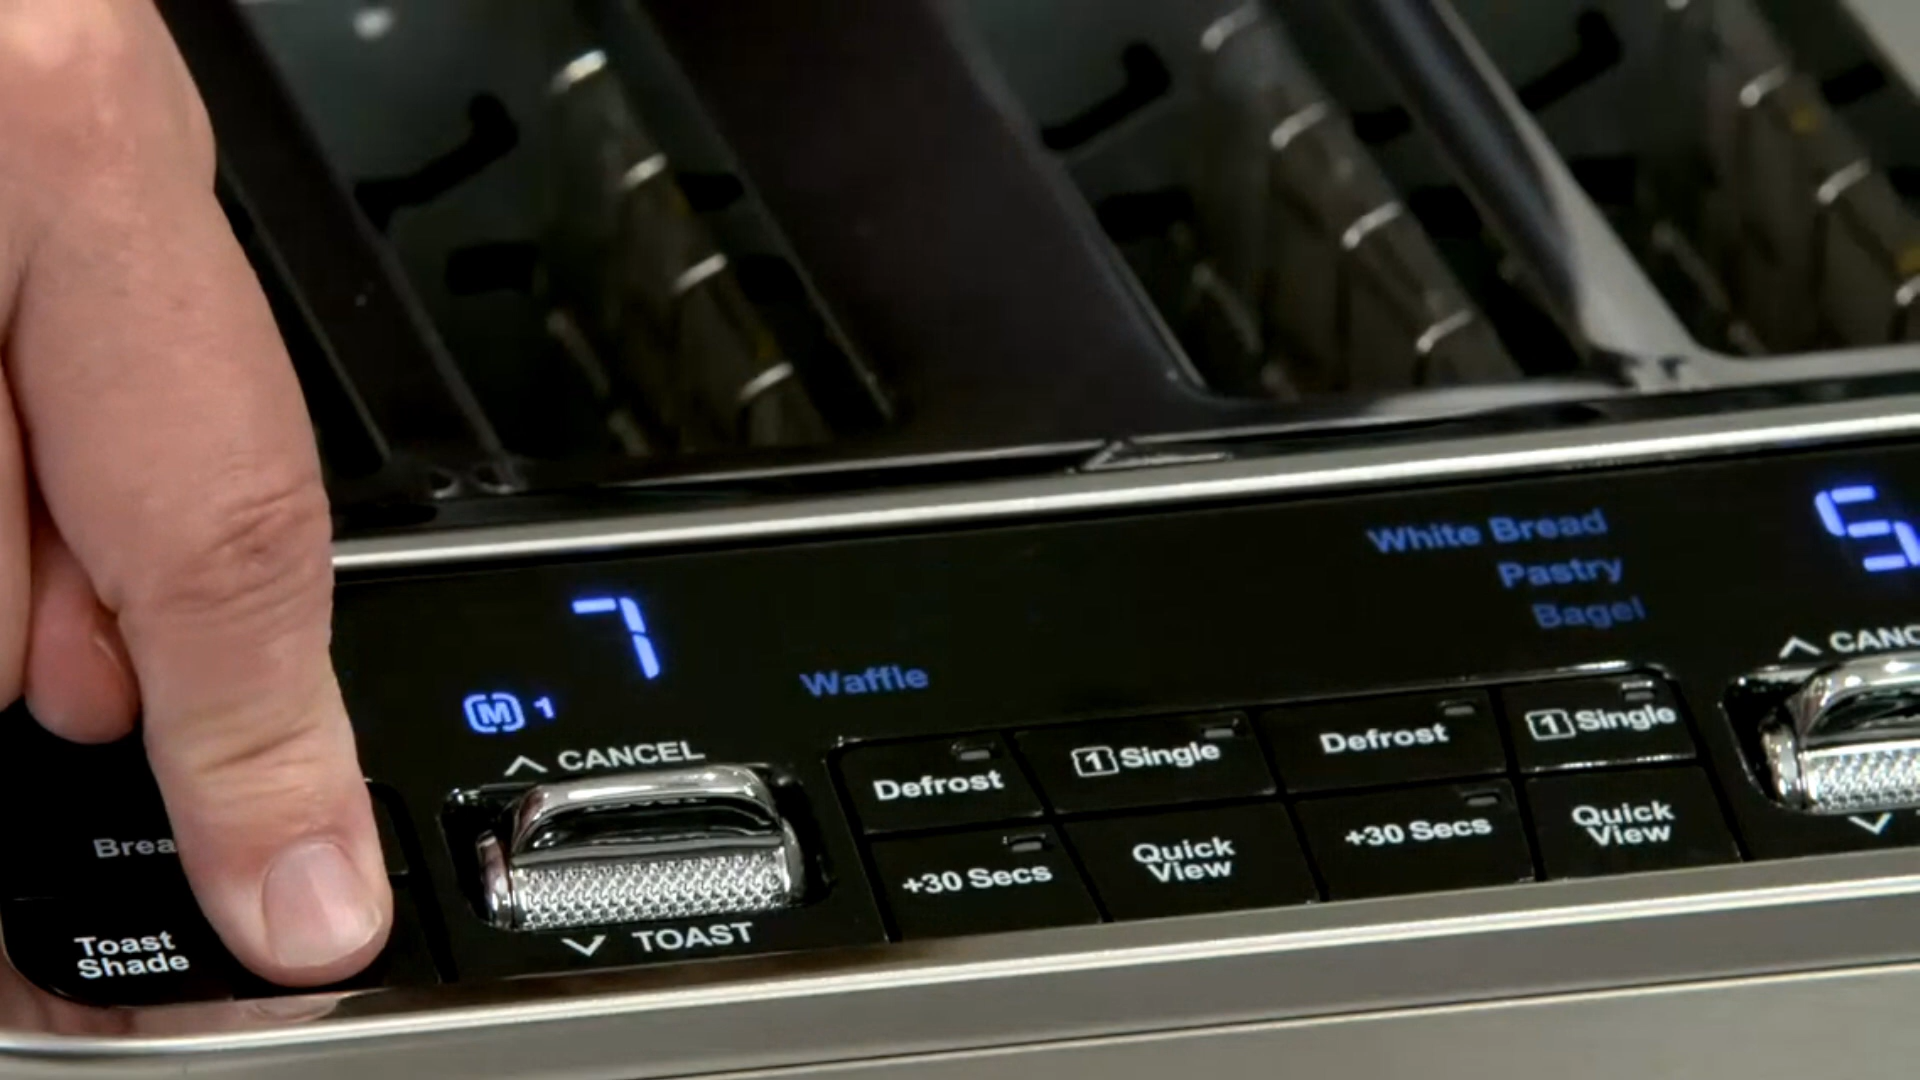 7
M 1
Waffle
White Bread
Pastry
Bagel
5
CANCEL
Defrost
1 Single
Defrost
1 Single
+30 Secs
Quick
View
+30 Secs
Quick
View
Toast
Shade
TOAST